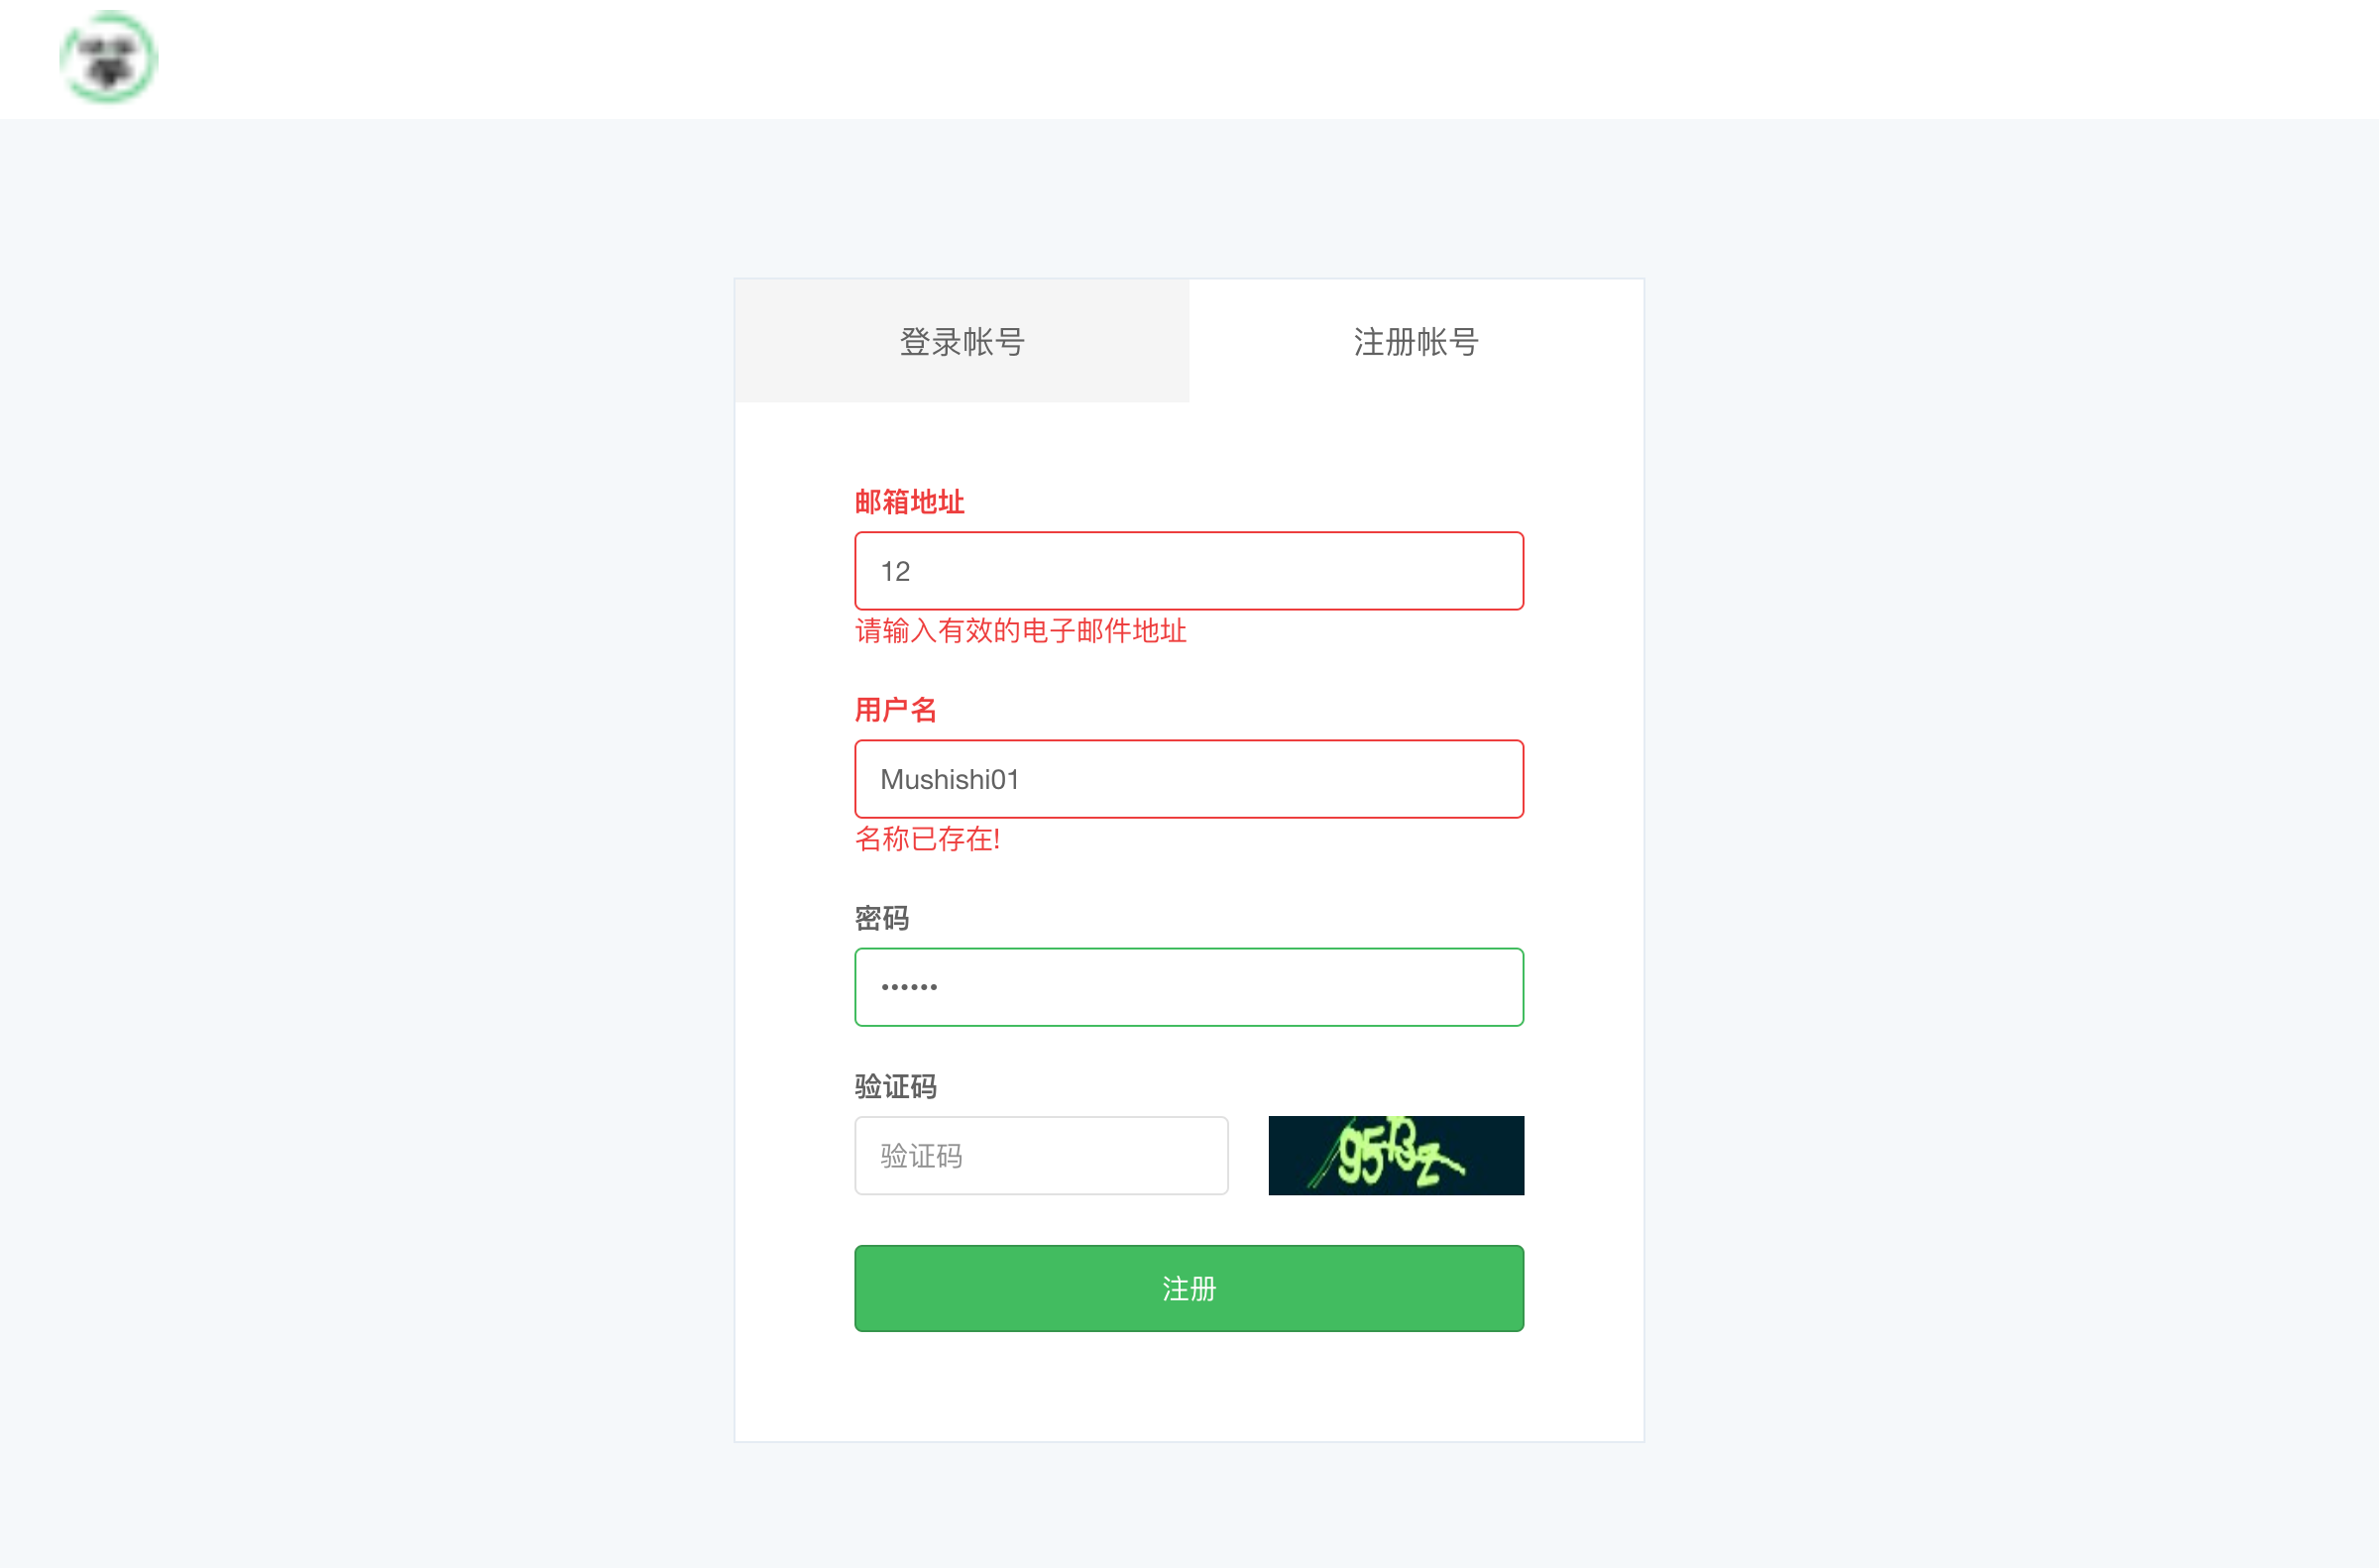 登录帐号
注册帐号
邮箱地址
12
请输入有效的电子邮件地址
用户名
Mushishi01
名称已存在!
密码
••••••
验证码
验证码
注册